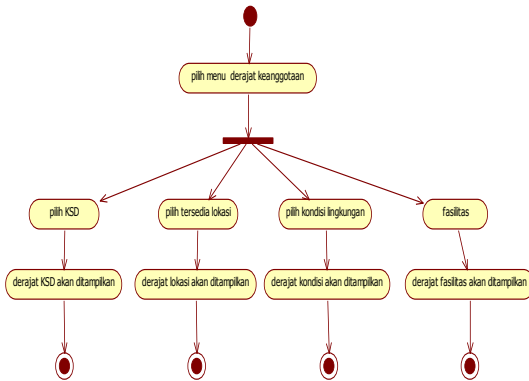 pilih menu derajat keanggotaan
pilih KSD
pilih tersedia lokasi
pilih kondisi lingkungan
fasilitas
derajat KSD akan ditampilkan
derajat lokasi akan ditampilkan
derajat kondisi akan ditampilkan
derajat fasilitas akan ditampilkan